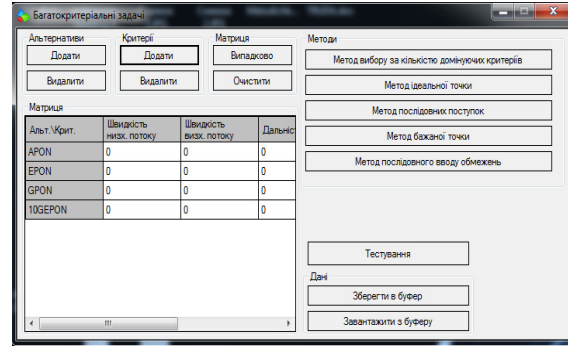 Багатокритеріальні задачі
Альтернативи
Критерії
Матриця
Методи
Додати
Додати
Випадково
Видалити
Видалити
Очистити
Метод вибору за кількістю домінуючих критеріїв
Метод ідеальної точки
Метод послідовних поступок
Метод бажаної точки
Метод послідовного вводу обмежень
Матриця
Альт.\Крит.
Швидкість
низх. потоку
Швидкість
висх. потоку
Дальніс
APON 0 0 0
EPON 0 0 0
GPON 0 0 0
10GEPON 0 0 0
Тестування
Дані
Зберегти в буфер
Завантажити з буферу